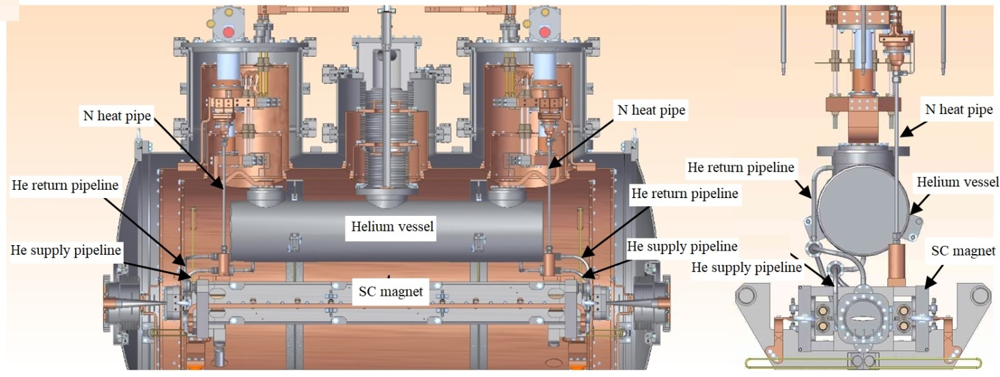 N heat pipe
N heat pipe
He return pipeline
He return pipeline
Helium vessel
He supply pipeline
He supply pipeline
SC magnet
N heat pipe
He return pipeline
Helium vessel
SC magnet
He supply pipeline